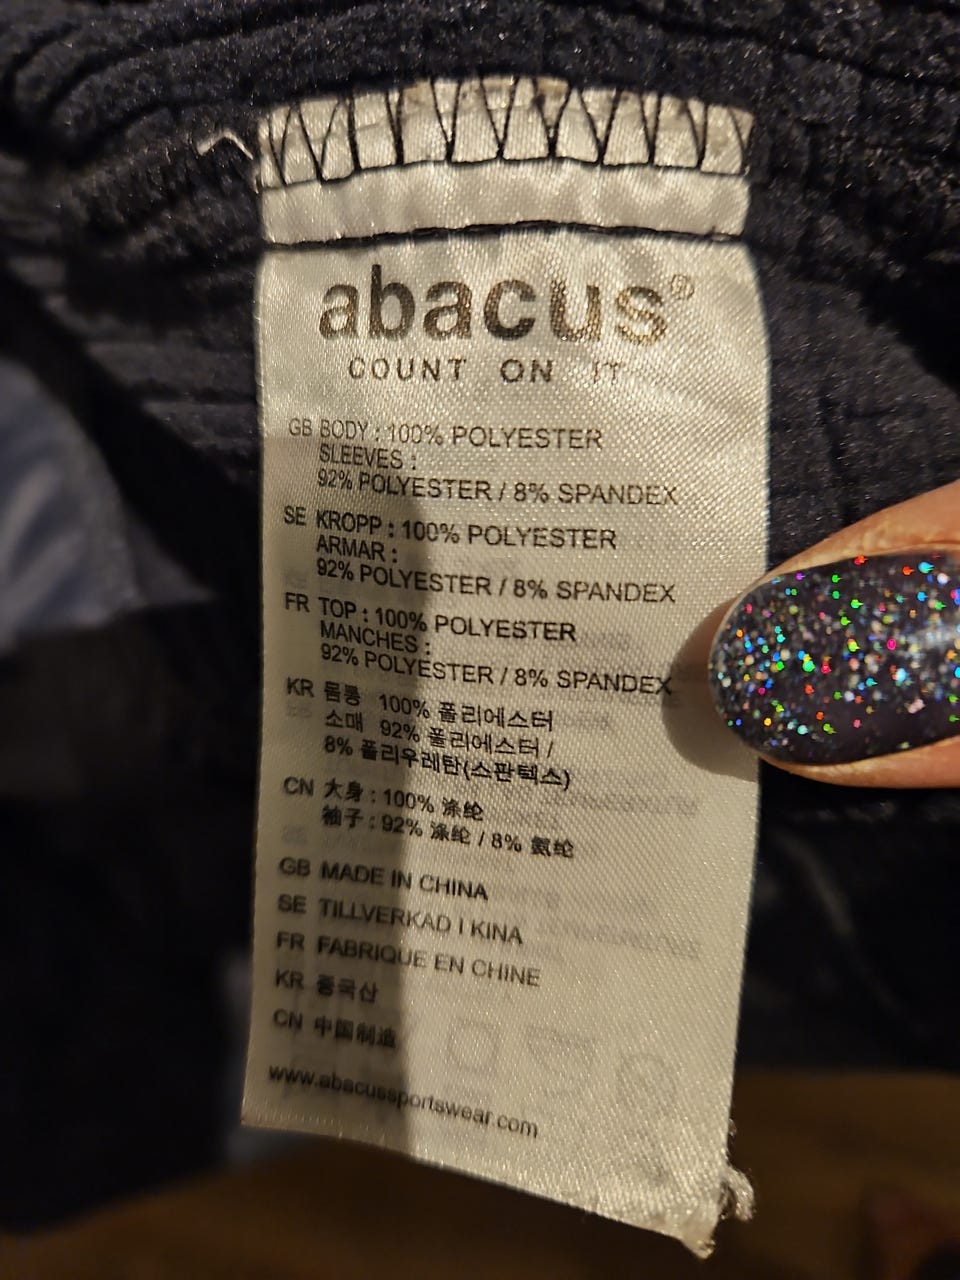 abacus®
COUNT ON IT
GB BODY : 100% POLYESTER
SLEEVES :
92% POLYESTER / 8% SPANDEX
SE KROPP : 100% POLYESTER
ARMAR :
92% POLYESTER / 8% SPANDEX
FR TOP : 100% POLYESTER
MANCHES :
92% POLYESTER / 8% SPANDEX
KR 몸통 100% 폴리에스터
소매 92% 폴리에스터 /
8% 폴리우레탄(스판텍스)
CN 大身 : 100% 涤纶
袖子 : 92% 涤纶 / 8% 氨纶
GB MADE IN CHINA
SE TILLVERKAD I KINA
FR FABRIQUE EN CHINE
KR 중국산
CN 中国制造
www.abacussportswear.com